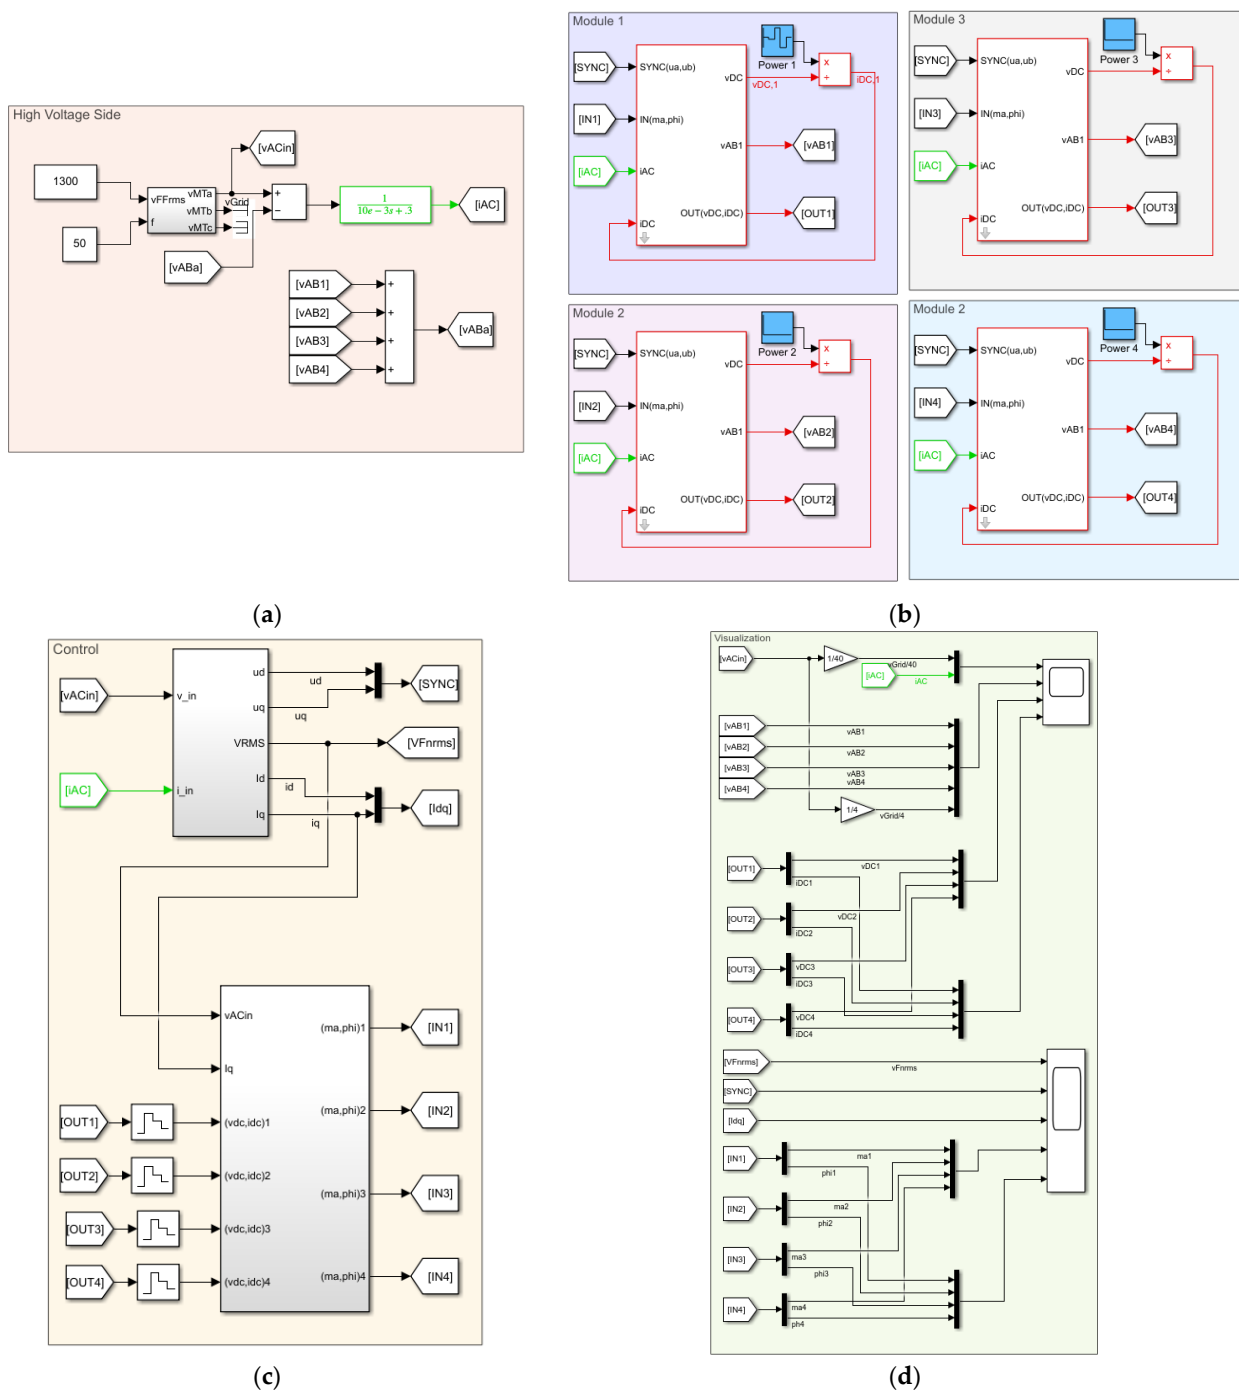 High Voltage Side
[vACin]
1300
vFFrms
f
vMTa
vGrid
vMTb
vMTc
50
+
−
1
10e − 3s + .3
[iAC]
[vABa]
[vAB1]
+
[vAB2]
+
[vAB3]
+
[vAB4]
+
[vABa]
(a)
Module 1
[SYNC]
SYNC(ua,ub)
Power 1
x
÷
vDC
vDC,1
iDC,1
[IN1]
IN(ma,phi)
vAB1
[vAB1]
[iAC]
iAC
OUT(vDC,iDC)
[OUT1]
iDC
Module 3
[SYNC]
SYNC(ua,ub)
Power 3
x
÷
vDC
[IN3]
IN(ma,phi)
vAB1
[vAB3]
[iAC]
iAC
OUT(vDC,iDC)
[OUT3]
iDC
Module 2
[SYNC]
SYNC(ua,ub)
Power 2
x
÷
vDC
[IN2]
IN(ma,phi)
vAB1
[vAB2]
[iAC]
iAC
OUT(vDC,iDC)
[OUT2]
iDC
Module 2
[SYNC]
SYNC(ua,ub)
Power 4
x
÷
vDC
[IN4]
IN(ma,phi)
vAB1
[vAB4]
[iAC]
iAC
OUT(vDC,iDC)
[OUT4]
iDC
(b)
Control
[vACin]
v_in
ud
ud
[SYNC]
uq
uq
VRMS
[VFnrms]
[iAC]
i_in
Id
id
[Idq]
Iq
iq
vACin
(ma,phi)1
[IN1]
Iq
[OUT1]
(vdc,idc)1
(ma,phi)2
[IN2]
[OUT2]
(vdc,idc)2
(ma,phi)3
[IN3]
[OUT3]
(vdc,idc)3
[OUT4]
(vdc,idc)4
(ma,phi)4
[IN4]
(c)
Visualization
[vACin]
1/40
vGrid/40
[iAC]
iAC
[vAB1]
vAB1
[vAB2]
vAB2
[vAB3]
vAB3
[vAB4]
vAB4
1/4
vGrid/4
[OUT1]
vDC1
iDC1
[OUT2]
vDC2
iDC2
[OUT3]
vDC3
iDC3
[OUT4]
vDC4
iDC4
[VFnrms]
vFnrms
[SYNC]
[Idq]
[IN1]
ma1
phi1
[IN2]
ma2
phi2
[IN3]
ma3
phi3
[IN4]
ma4
ph4
(d)